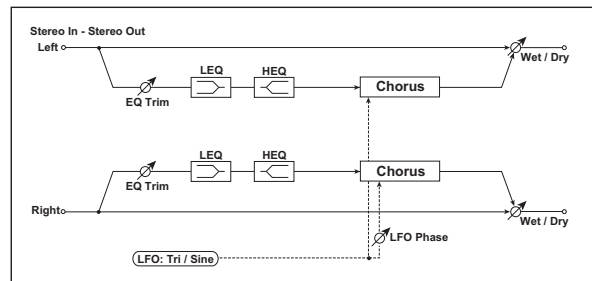 Stereo In - Stereo Out
Left
Wet / Dry
LEQ
HEQ
Chorus
EQ Trim
LEQ
HEQ
Chorus
EQ Trim
Right
Wet / Dry
LFO Phase
LFO: Tri / Sine